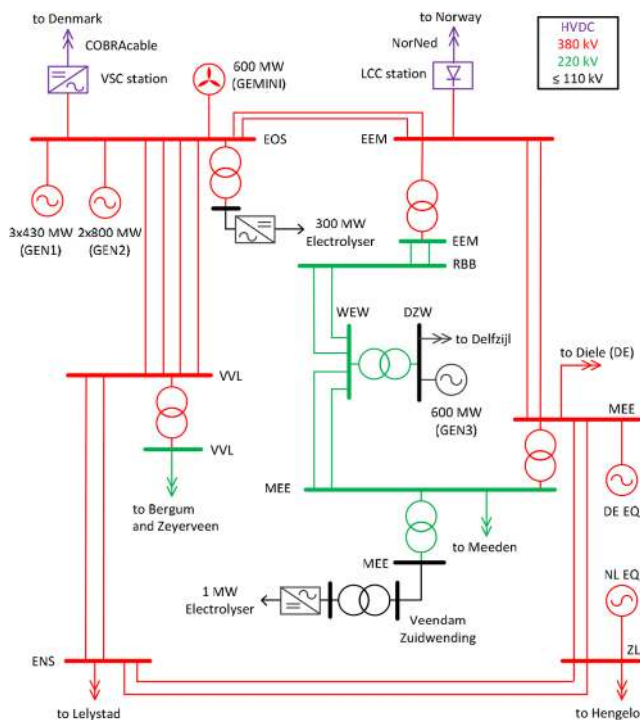 to Denmark
COBRAcable
VSC station
600 MW
(GEMINI)
to Norway
NorNed
LCC station
HVDC
380 kV
220 kV
≤ 110 kV
EOS
EEM
3x430 MW
(GEN1)
2x800 MW
(GEN2)
300 MW
Electrolyser
EEM
RBB
WEW
DZW
to Delfzijl
600 MW
(GEN3)
to Diele (DE)
MEE
DE EQ
VVL
VVL
to Bergum
and Zeyerveen
MEE
to Meeden
MEE
1 MW
Electrolyser
Veendam
Zuidwending
NL EQ
ENS
ZL
to Lelystad
to Hengelo